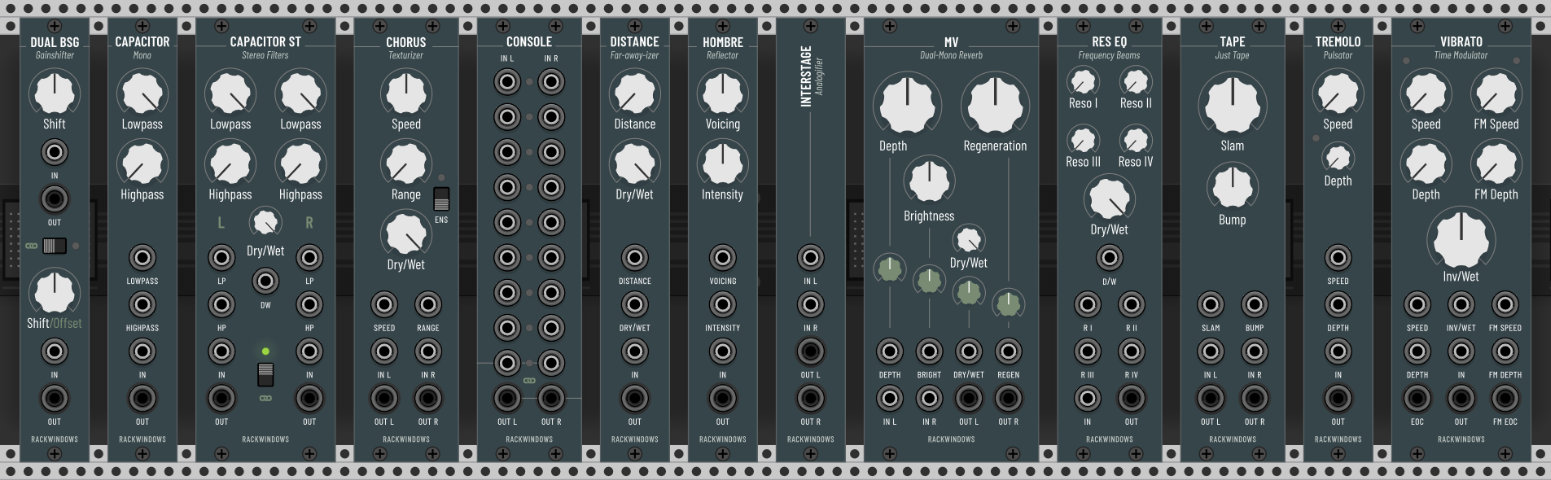 DUAL BSG
Gainshifter
Shift
IN
OUT
Shift/Offset
IN
OUT
RACKWINDOWS
CAPACITOR
Mono
Lowpass
Highpass
LOWPASS
HIGHPASS
IN
OUT
RACKWINDOWS
CAPACITOR ST
Stereo Filters
Lowpass Lowpass
Highpass Highpass
L R
Dry/Wet
LP LP
DW
HP HP
IN IN
OUT OUT
RACKWINDOWS
CHORUS
Texturizer
Speed
Range
ENS
Dry/Wet
SPEED RANGE
IN L IN R
OUT L OUT R
RACKWINDOWS
CONSOLE
IN L IN R
OUT L OUT R
RACKWINDOWS
DISTANCE
Far-away-izer
Distance
Dry/Wet
DISTANCE
DRY/WET
IN
OUT
RACKWINDOWS
HOMBRE
Reflector
Voicing
Intensity
VOICING
INTENSITY
IN
OUT
RACKWINDOWS
INTERSTAGE
Analogifier
IN L
IN R
OUT L
OUT R
RACKWINDOWS
MV
Dual-Mono Reverb
Depth Regeneration
Brightness
Dry/Wet
DEPTH BRIGHT DRY/WET REGEN
IN L IN R OUT L OUT R
RACKWINDOWS
RES EQ
Frequency Beams
Reso I Reso II
Reso III Reso IV
Dry/Wet
D/W
R I R II
R III R IV
IN OUT
RACKWINDOWS
TAPE
Just Tape
Slam
Bump
SLAM BUMP
IN L IN R
OUT L OUT R
RACKWINDOWS
TREMOLO
Pulsator
Speed
Depth
SPEED
DEPTH
IN
OUT
RACKWINDOWS
VIBRATO
Time Modulator
Speed FM Speed
Depth FM Depth
Inv/Wet
SPEED INV/WET FM SPEED
DEPTH IN FM DEPTH
EOC OUT FM EOC
RACKWINDOWS